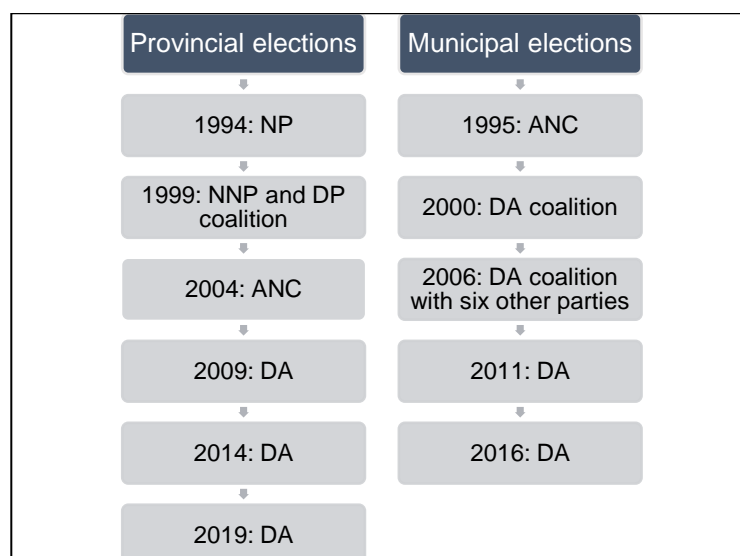 Provincial elections
1994: NP
1999: NNP and DP
coalition
2004: ANC
2009: DA
2014: DA
2019: DA
Municipal elections
1995: ANC
2000: DA coalition
2006: DA coalition
with six other parties
2011: DA
2016: DA